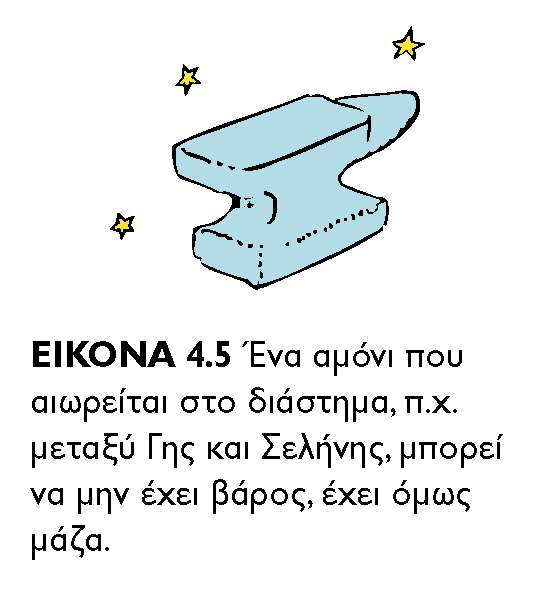 ΕΙΚΟΝΑ 4.5 Ένα αμόνι που
αιωρείται στο διάστημα, π.χ.
μεταξύ Γης και Σελήνης, μπορεί
να μην έχει βάρος, έχει όμως
μάζα.